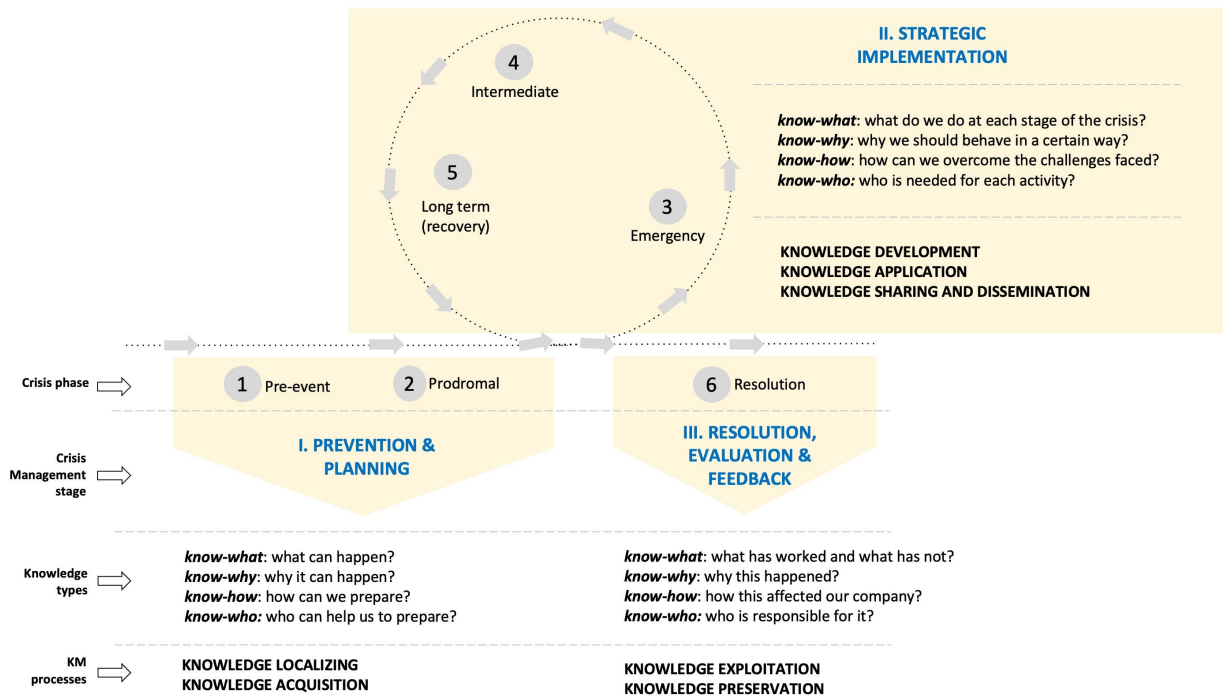 II. STRATEGIC
IMPLEMENTATION
4
Intermediate
know-what: what do we do at each stage of the crisis?
know-why: why we should behave in a certain way?
know-how: how can we overcome the challenges faced?
know-who: who is needed for each activity?
5
Long term
(recovery)
3
Emergency
KNOWLEDGE DEVELOPMENT
KNOWLEDGE APPLICATION
KNOWLEDGE SHARING AND DISSEMINATION
Crisis phase
1 Pre-event
2 Prodromal
6 Resolution
Crisis
Management
stage
I. PREVENTION &
PLANNING
III. RESOLUTION,
EVALUATION &
FEEDBACK
Knowledge
types
know-what: what can happen?
know-why: why it can happen?
know-how: how can we prepare?
know-who: who can help us to prepare?
know-what: what has worked and what has not?
know-why: why this happened?
know-how: how this affected our company?
know-who: who is responsible for it?
KM
processes
KNOWLEDGE LOCALIZING
KNOWLEDGE ACQUISITION
KNOWLEDGE EXPLOITATION
KNOWLEDGE PRESERVATION